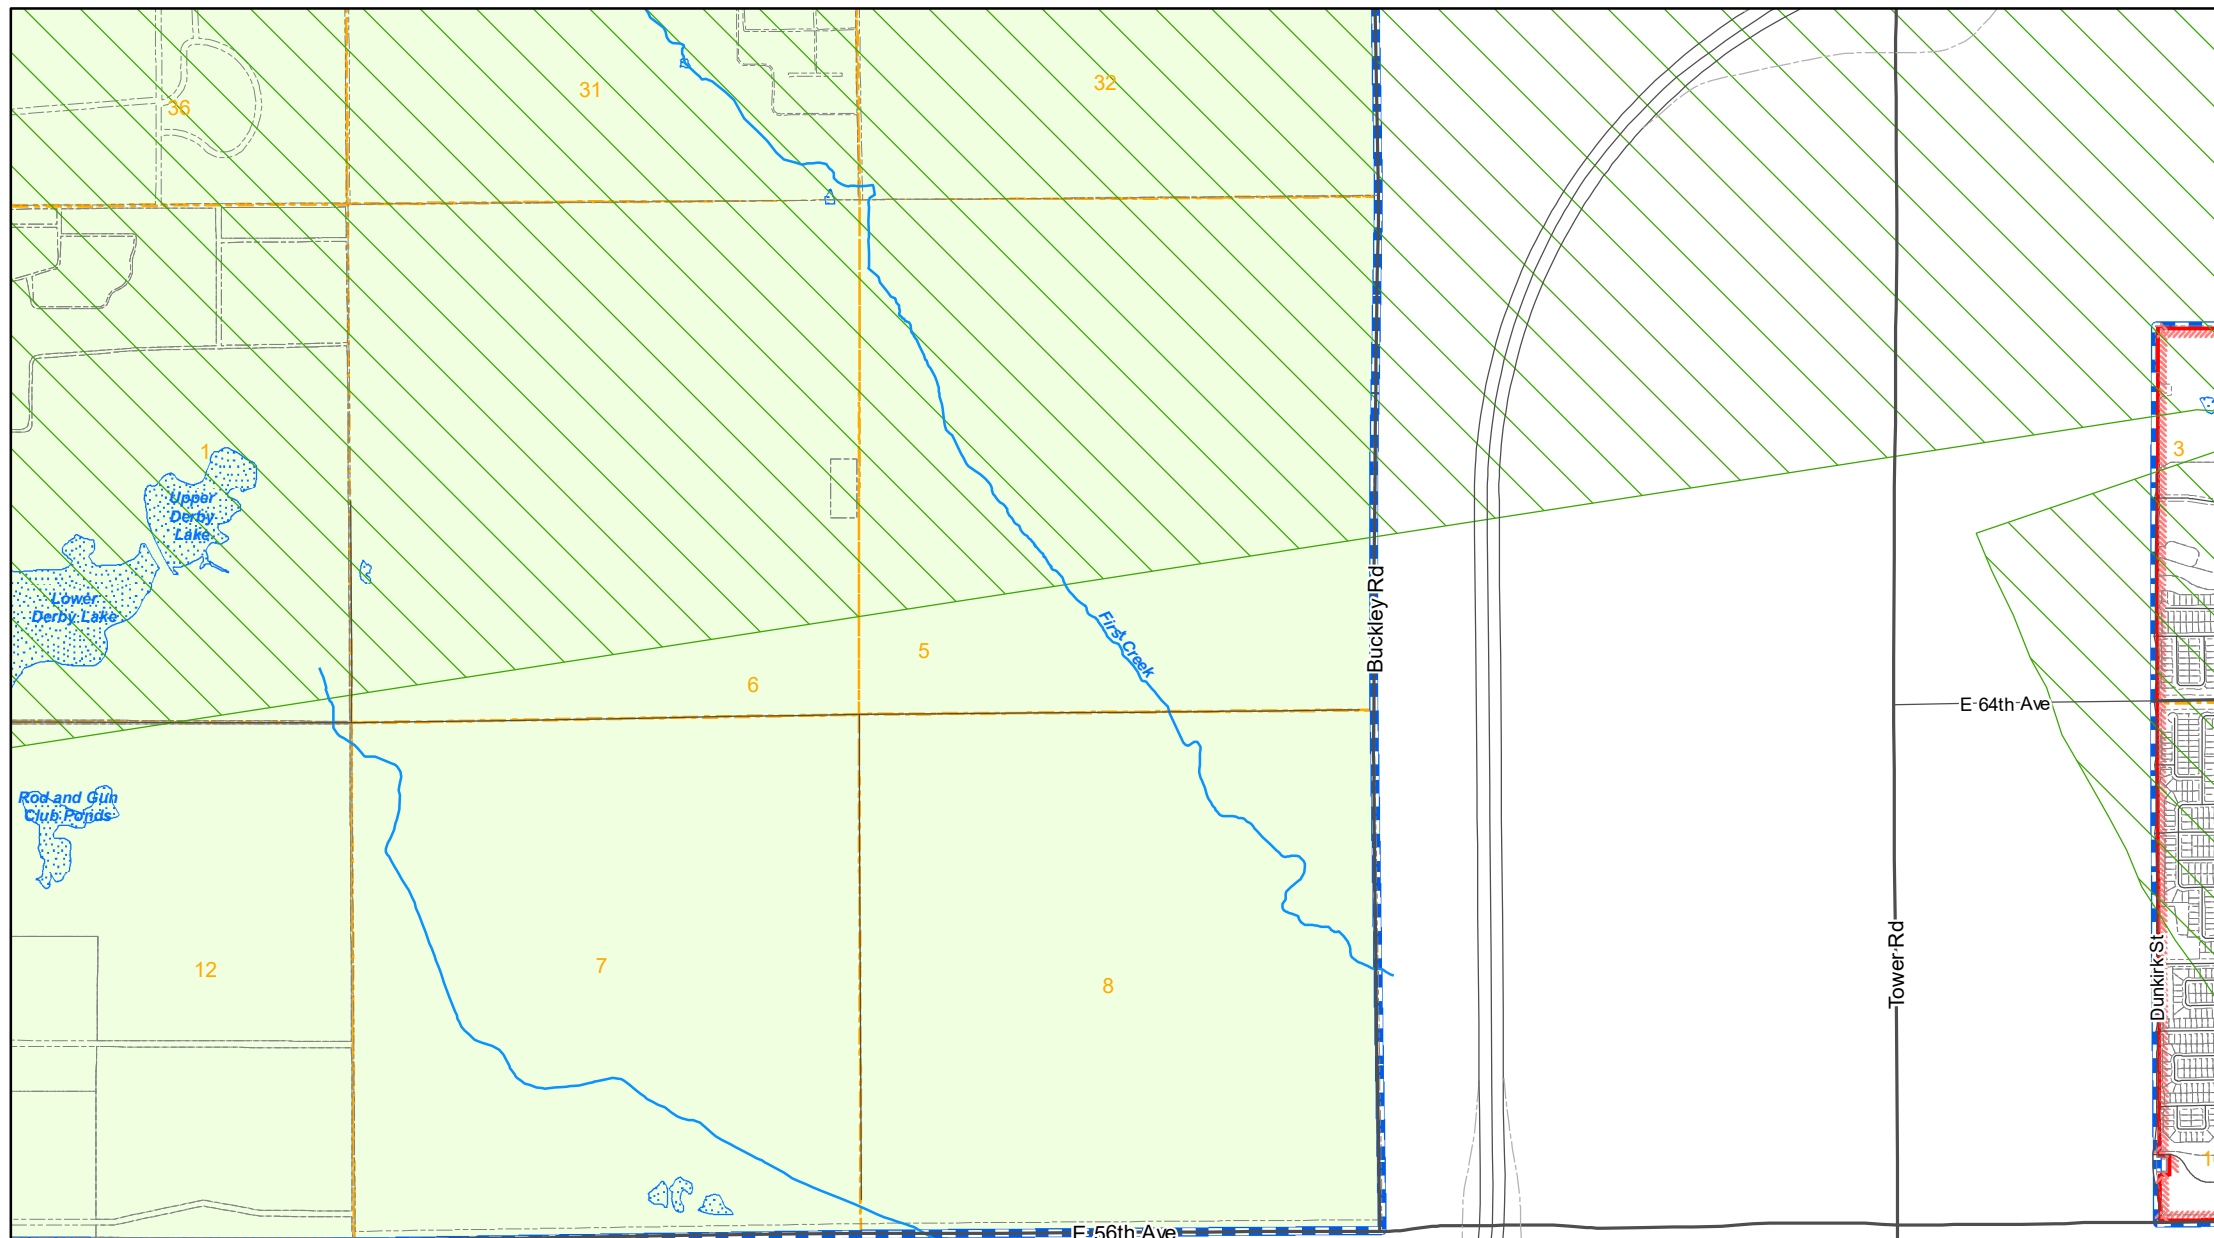 36
31
32
1
3
Upper
Derby
Lake
Lower
Derby Lake
First Creek
Buckley Rd
5
6
E 64th Ave
Rod and Gun
Club Ponds
12
7
8
Tower Rd
Dunkirk St
E 56th Ave